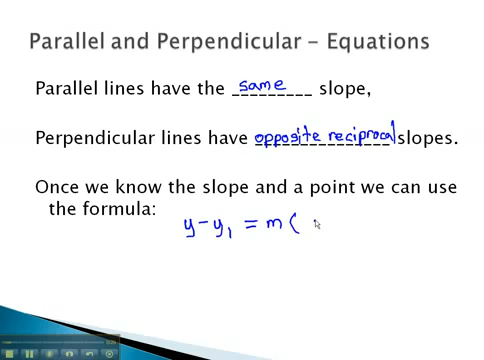 Parallel and Perpendicular – Equations
Parallel lines have the same slope,
Perpendicular lines have opposite reciprocal slopes.
Once we know the slope and a point we can use
the formula:
y - y₁ = m (